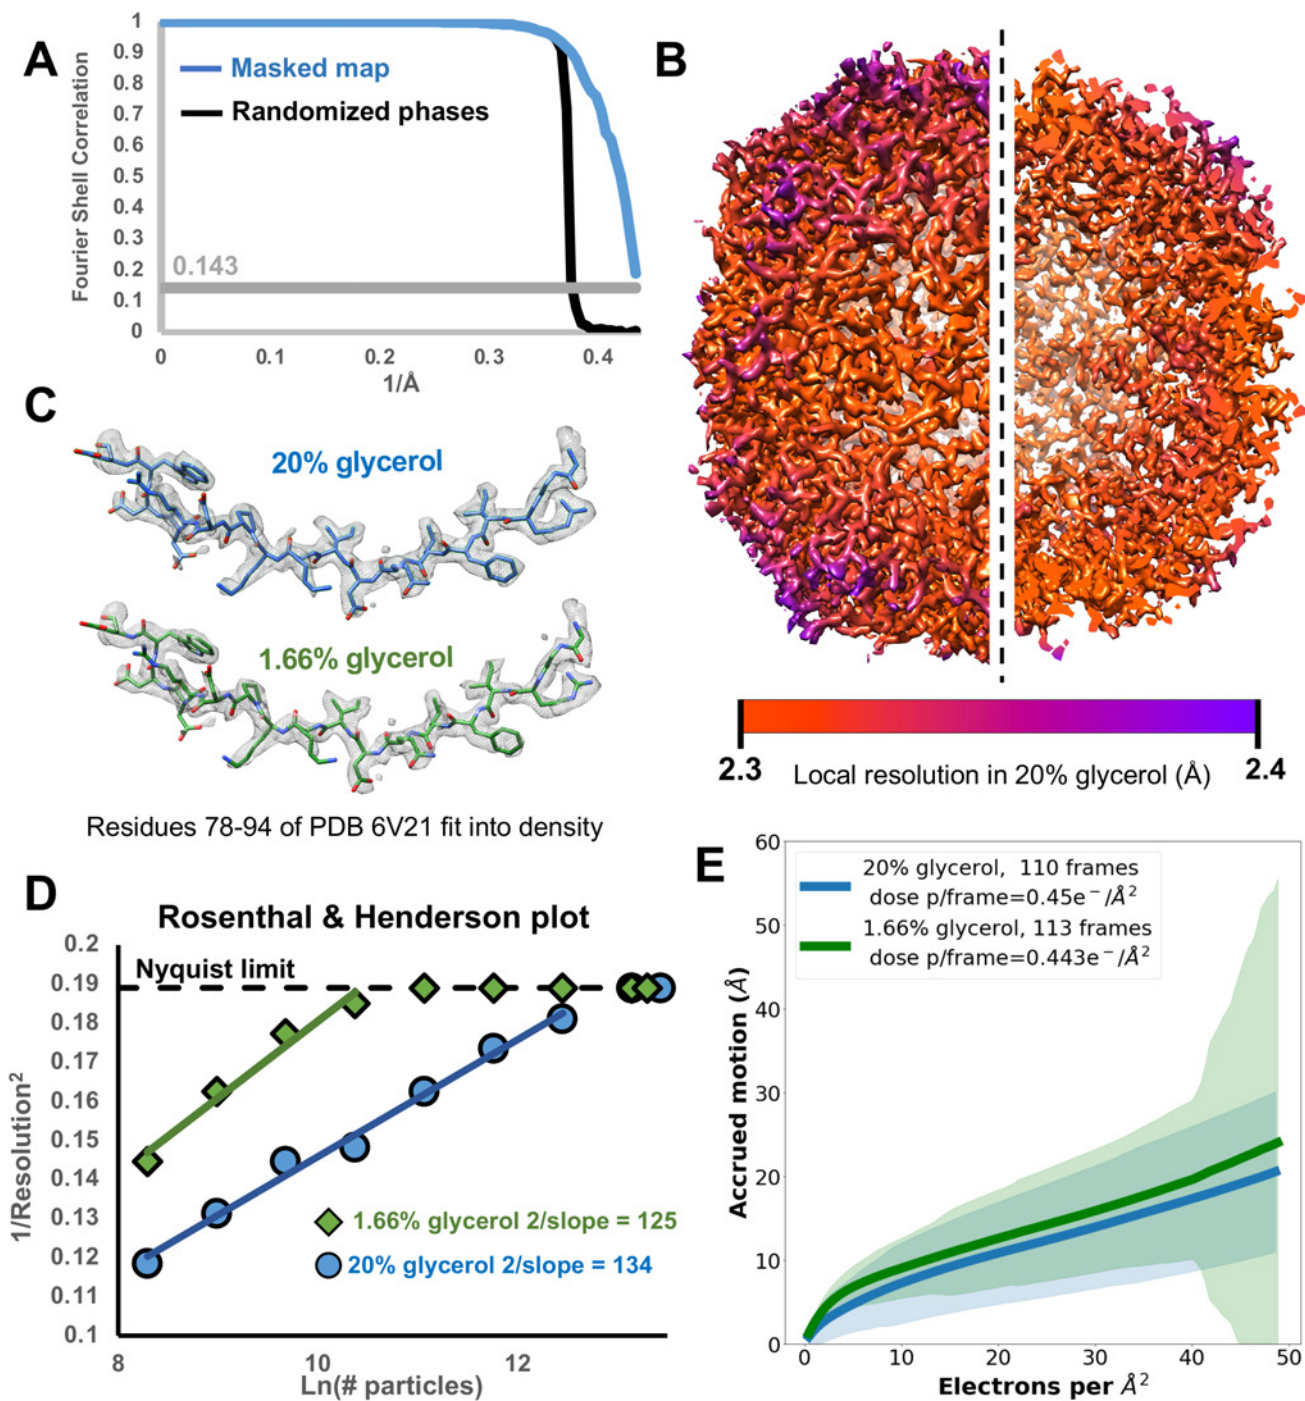 A
Fourier Shell Correlation
1
0.9
0.8
0.7
0.6
0.5
0.4
0.3
0.2
0.1
0
Masked map
Randomized phases
0.143
0
0.1
0.2
0.3
0.4
1/Å
B
2.3
Local resolution in 20% glycerol (Å)
2.4
C
20% glycerol
1.66% glycerol
Residues 78-94 of PDB 6V21 fit into density
D
Rosenthal & Henderson plot
1/Resolution²
0.2
0.19
0.18
0.17
0.16
0.15
0.14
0.13
0.12
0.11
0.1
Nyquist limit
1.66% glycerol 2/slope = 125
20% glycerol 2/slope = 134
8
10
12
Ln(# particles)
E
Accrued motion (Å)
60
50
40
30
20
10
0
20% glycerol, 110 frames
dose p/frame=0.45e⁻/Å²
1.66% glycerol, 113 frames
dose p/frame=0.443e⁻/Å²
0
10
20
30
40
50
Electrons per Å²